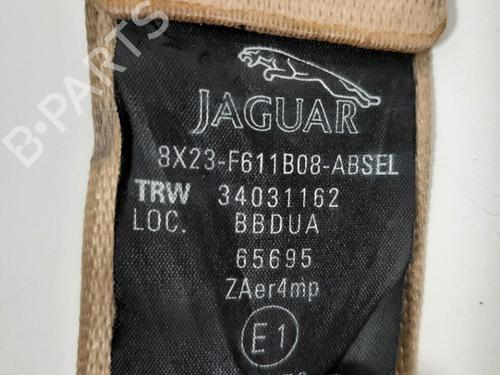 B-PARTS
JAGUAR
8X23-F611B08-ABSEL
TRW 34031162
LOC. BBDUA
65695
ZAer4mp
E1